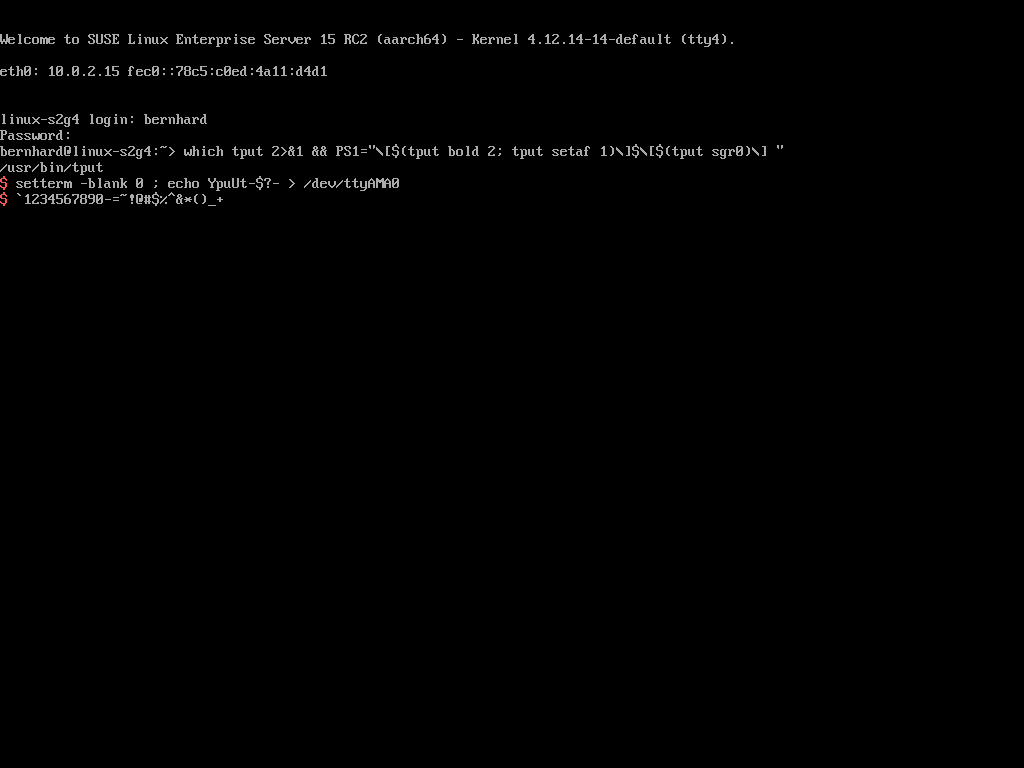 Welcome to SUSE Linux Enterprise Server 15 RC2 (aarch64) - Kernel 4.12.14-14-default (tty4).
eth0: 10.0.2.15 fec0::78c5:c0ed:4a11:d4d1
linux-s2g4 login: bernhard
Password:
bernhard@linux-s2g4:~> which tput 2>&1 && PS1="\[$(tput bold 2; tput setaf 1)\]$\[$(tput sgr0)\] "
/usr/bin/tput
$ setterm -blank 0 ; echo YpuUt-$?- > /dev/ttyAMA0
$ `1234567890-=~!@#$%^&*()_+